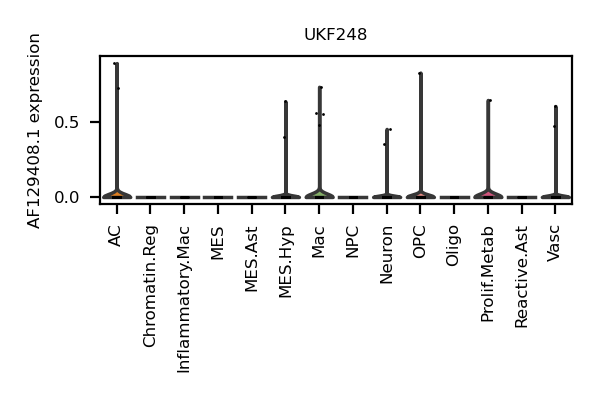 UKF248
AF129408.1 expression
0.5
0.0
AC
Chromatin.Reg
Inflammatory.Mac
MES
MES.Ast
MES.Hyp
Mac
NPC
Neuron
OPC
Oligo
Prolif.Metab
Reactive.Ast
Vasc